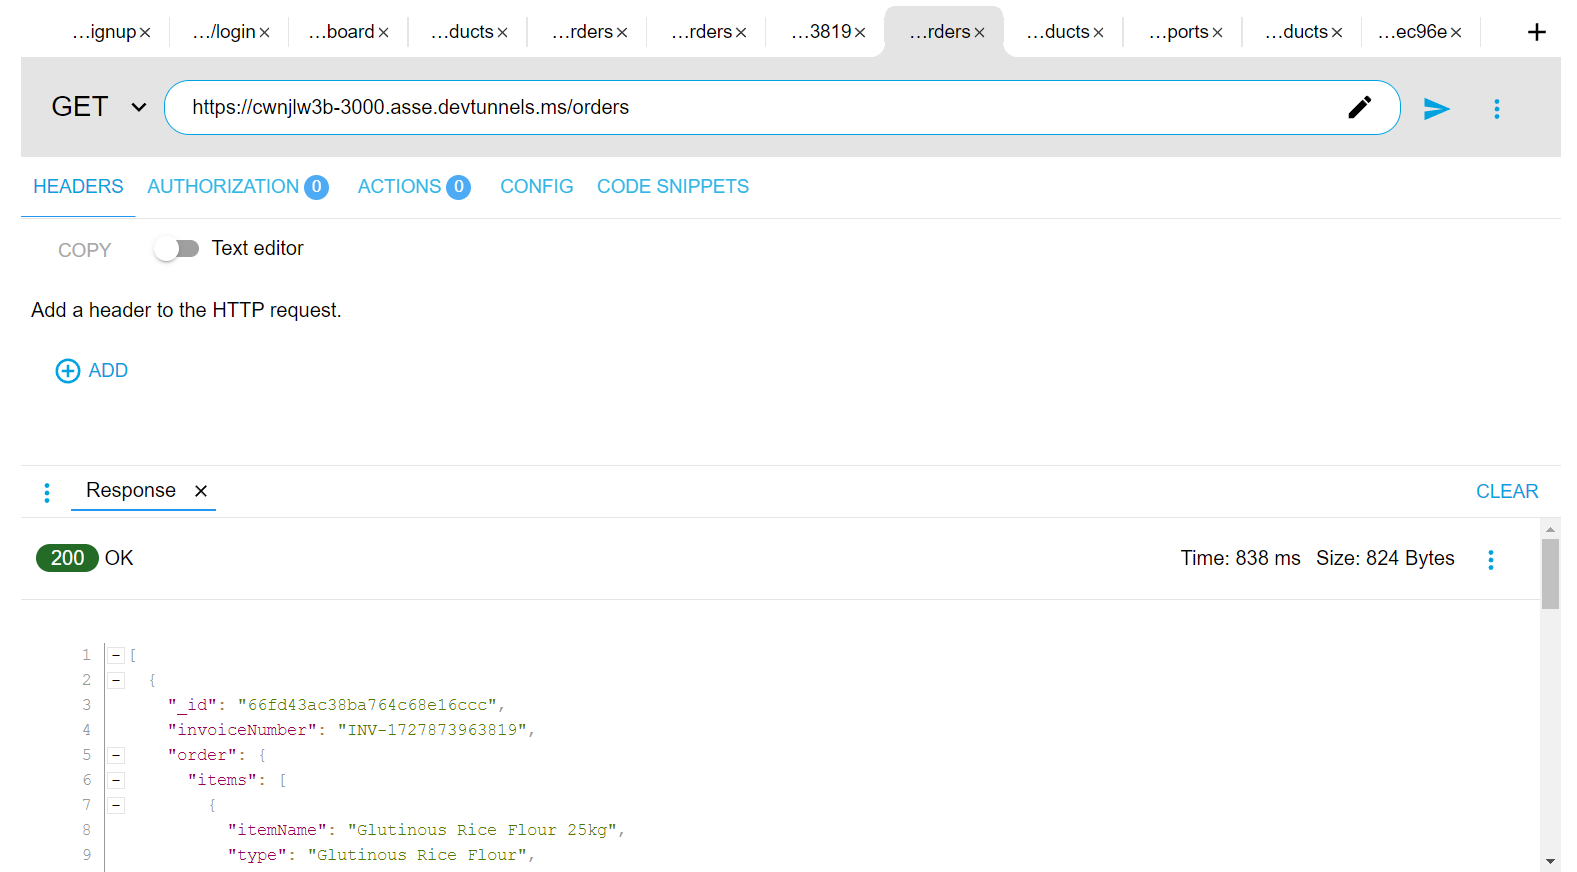 ...ignup× .../login× ...board× ...ducts× ...rders× ...rders× ...3819× ...rders× ...ducts× ...ports× ...ducts× ...ec96e× +
GET https://cwnjlw3b-3000.asse.devtunnels.ms/orders
HEADERS AUTHORIZATION 0 ACTIONS 0 CONFIG CODE SNIPPETS
COPY Text editor
Add a header to the HTTP request.
ADD
Response × CLEAR
200 OK Time: 838 ms Size: 824 Bytes
1 [
2 {
3 "_id": "66fd43ac38ba764c68e16ccc",
4 "invoiceNumber": "INV-1727873963819",
5 "order": {
6 "items": [
7 {
8 "itemName": "Glutinous Rice Flour 25kg",
9 "type": "Glutinous Rice Flour",